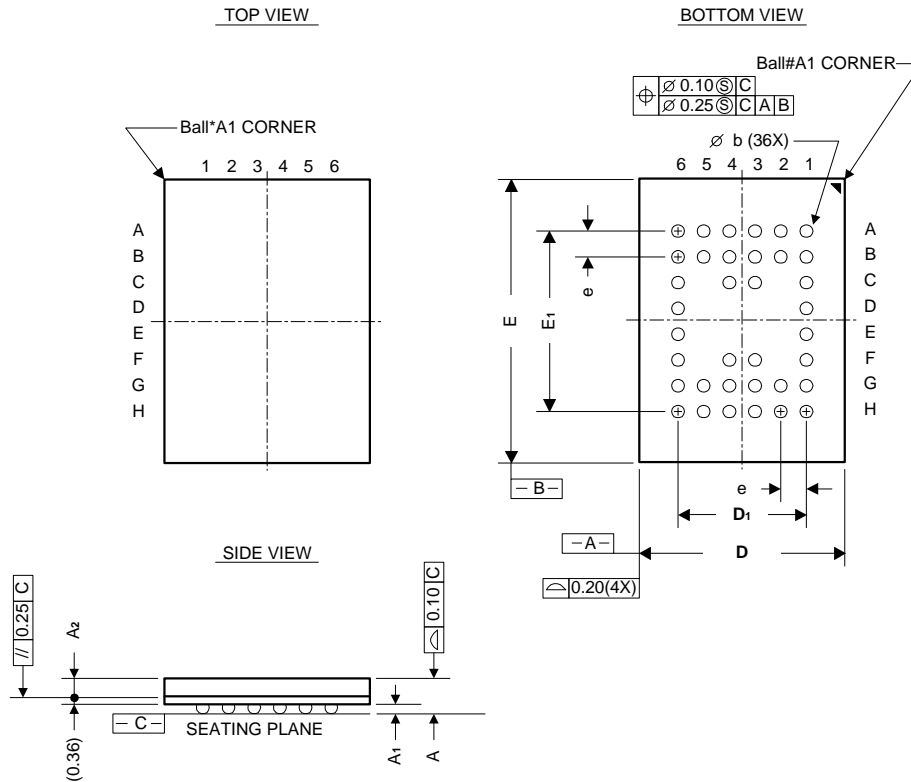 TOP VIEW
BOTTOM VIEW
Ball*A1 CORNER
Ball#A1 CORNER
⌖ ⌀ 0.10 Ⓢ C
⌀ 0.25 Ⓢ C A B
⌀ b (36X)
1 2 3 4 5 6
6 5 4 3 2 1
A
B
C
D
E
F
G
H
A
B
C
D
E
F
G
H
E
E1
e
e
D1
D
– B –
– A –
⌓ 0.20(4X)
SIDE VIEW
// 0.25 C
A2
(0.36)
⌓ 0.10 C
– C –
SEATING PLANE
A1
A